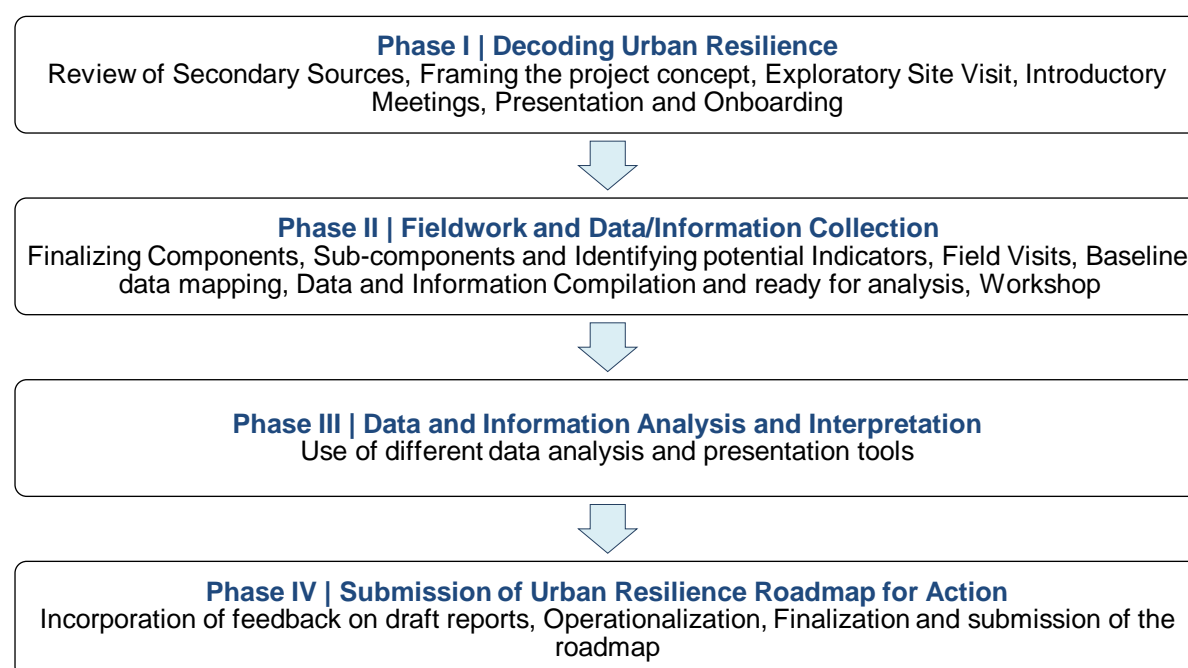 Phase I | Decoding Urban Resilience
Review of Secondary Sources, Framing the project concept, Exploratory Site Visit, Introductory
Meetings, Presentation and Onboarding
Phase II | Fieldwork and Data/Information Collection
Finalizing Components, Sub-components and Identifying potential Indicators, Field Visits, Baseline
data mapping, Data and Information Compilation and ready for analysis, Workshop
Phase III | Data and Information Analysis and Interpretation
Use of different data analysis and presentation tools
Phase IV | Submission of Urban Resilience Roadmap for Action
Incorporation of feedback on draft reports, Operationalization, Finalization and submission of the
roadmap